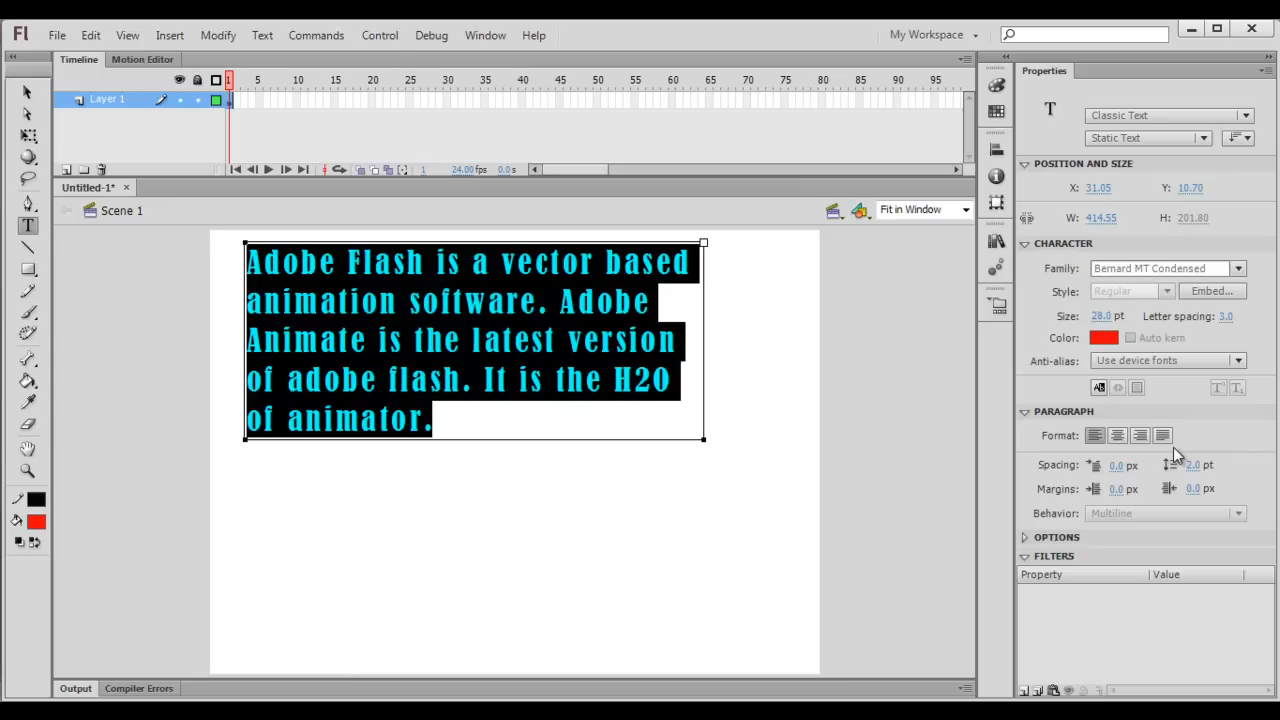 Fl File Edit View Insert Modify Text Commands Control Debug Window Help My Workspace
Timeline Motion Editor
1 5 10 15 20 25 30 35 40 45 50 55 60 65 70 75 80 85 90 95
Layer 1
1 24.00fps 0.0s
Untitled-1*
Scene 1 Fit in Window
Adobe Flash is a vector based
animation software. Adobe
Animate is the latest version
of adobe flash. It is the H2O
of animator.
Output Compiler Errors
Properties
T
Classic Text
Static Text
POSITION AND SIZE
X: 31.05 Y: 10.70
W: 414.55 H: 201.80
CHARACTER
Family: Bernard MT Condensed
Style: Regular Embed...
Size: 28.0 pt Letter spacing: 3.0
Color: Auto kern
Anti-alias: Use device fonts
PARAGRAPH
Format:
Spacing: 0.0 px 2.0 pt
Margins: 0.0 px 0.0 px
Behavior: Multiline
OPTIONS
FILTERS
Property Value